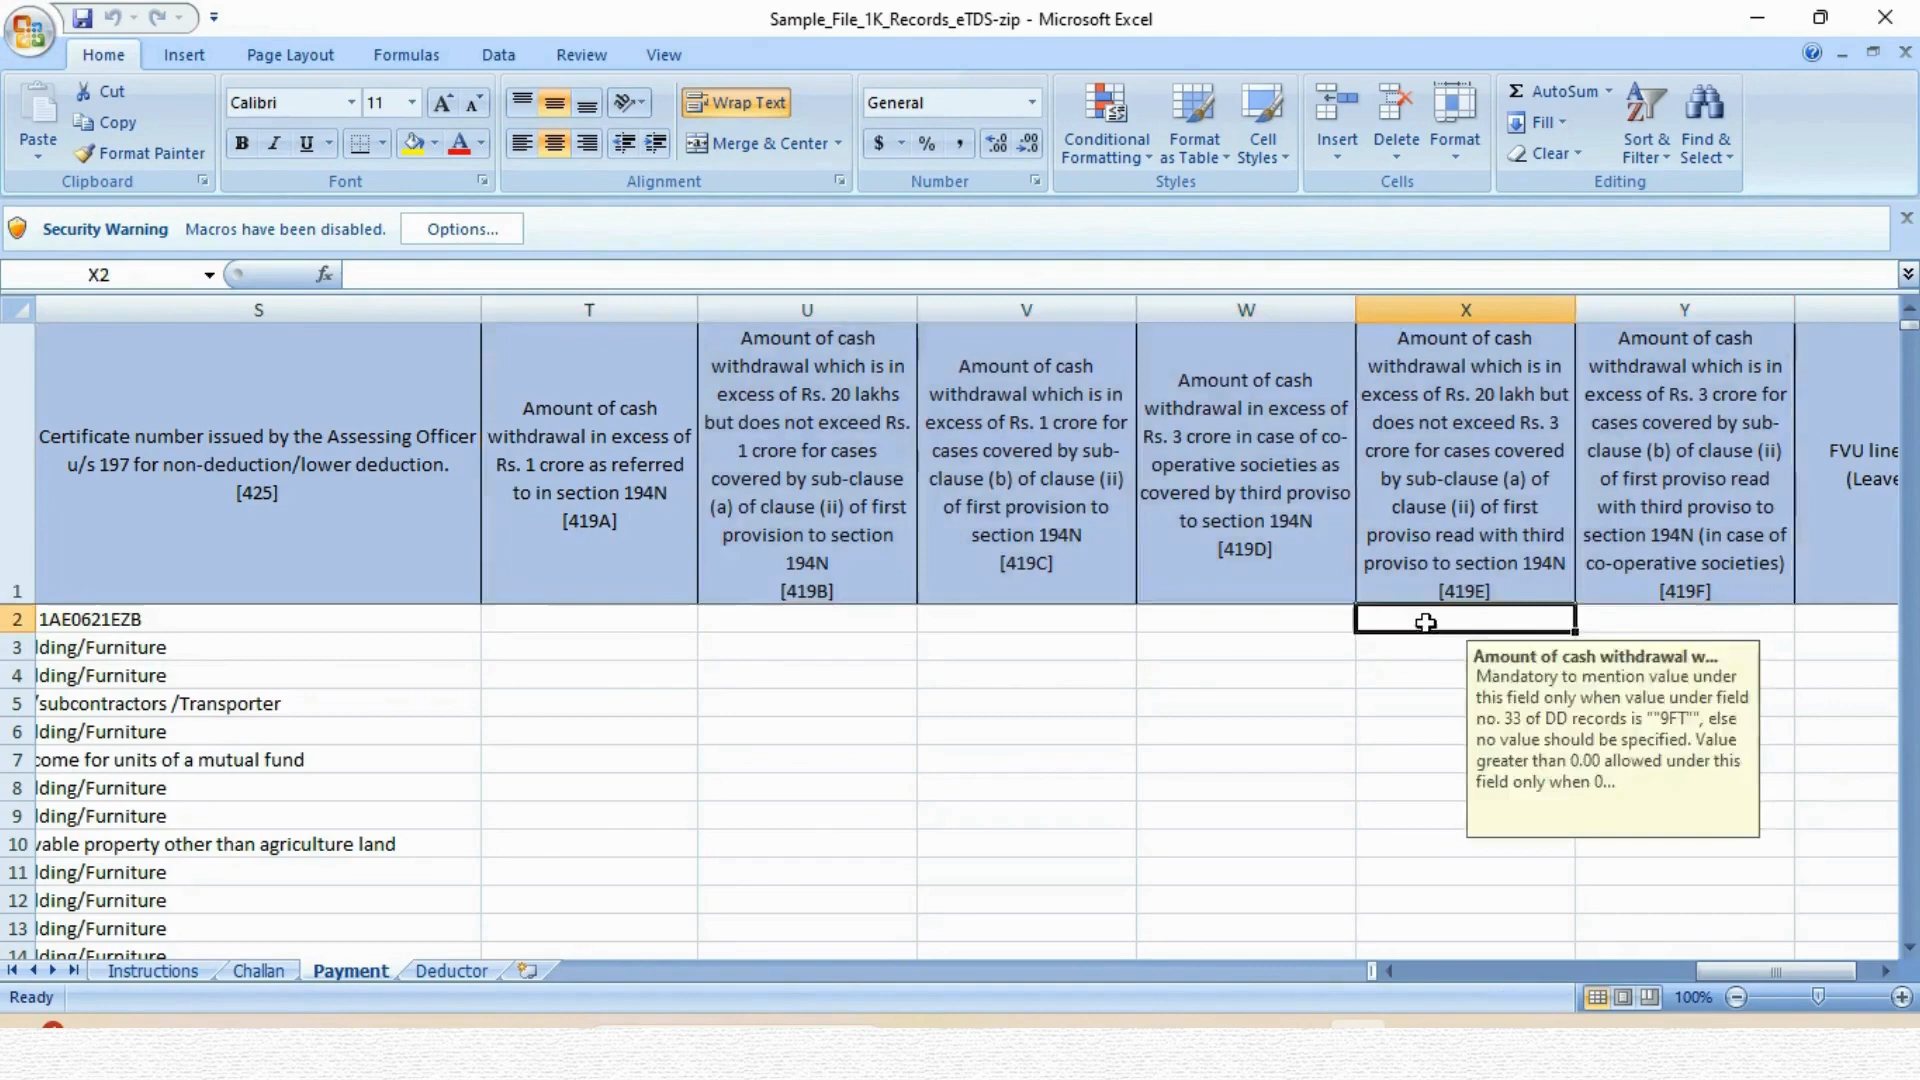 Sample_File_1K_Records_eTDS-zip - Microsoft Excel
Home Insert Page Layout Formulas Data Review View
Paste
Cut
Copy
Format Painter
Clipboard
Calibri 11
B I U
Font
Wrap Text
Merge & Center
Alignment
General
$ % ,
Number
Conditional Formatting
Format as Table
Cell Styles
Styles
Insert Delete Format
Cells
Σ AutoSum
Fill
Clear
Sort & Filter
Find & Select
Editing
Security Warning Macros have been disabled. Options...
X2 fx
S T U V W X Y
1
Certificate number issued by the Assessing Officer
u/s 197 for non-deduction/lower deduction.
[425]
Amount of cash
withdrawal in excess of
Rs. 1 crore as referred
to in section 194N
[419A]
Amount of cash
withdrawal which is in
excess of Rs. 20 lakhs
but does not exceed Rs.
1 crore for cases
covered by sub-clause
(a) of clause (ii) of first
provision to section
194N
[419B]
Amount of cash
withdrawal which is in
excess of Rs. 1 crore for
cases covered by sub-
clause (b) of clause (ii)
of first provision to
section 194N
[419C]
Amount of cash
withdrawal in excess of
Rs. 3 crore in case of co-
operative societies as
covered by third proviso
to section 194N
[419D]
Amount of cash
withdrawal which is in
excess of Rs. 20 lakh but
does not exceed Rs. 3
crore for cases covered
by sub-clause (a) of
clause (ii) of first
proviso read with third
proviso to section 194N
[419E]
Amount of cash
withdrawal which is in
excess of Rs. 3 crore for
cases covered by sub-
clause (b) of clause (ii)
of first proviso read
with third proviso to
section 194N (in case of
co-operative societies)
[419F]
FVU line
(Leave
2 1AE0621EZB
3 lding/Furniture
4 lding/Furniture
5 /subcontractors /Transporter
6 lding/Furniture
7 come for units of a mutual fund
8 lding/Furniture
9 lding/Furniture
10 vable property other than agriculture land
11 lding/Furniture
12 lding/Furniture
13 lding/Furniture
14 lding/Furniture
Amount of cash withdrawal w...
Mandatory to mention value under
this field only when value under field
no. 33 of DD records is ""9FT"", else
no value should be specified. Value
greater than 0.00 allowed under this
field only when 0...
Instructions Challan Payment Deductor
Ready 100%